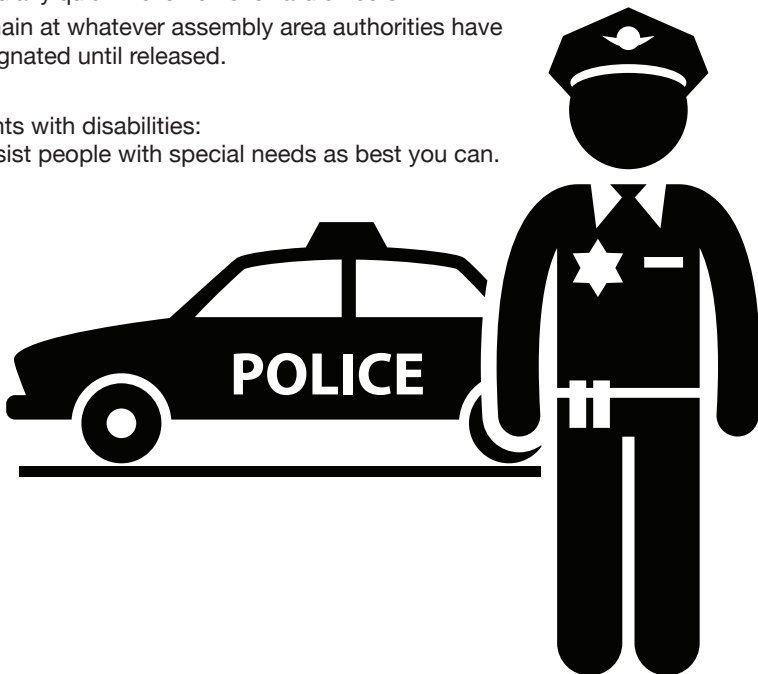 ain at whatever assembly area authorities have
gnated until released.
nts with disabilities:
sist people with special needs as best you can.
POLICE